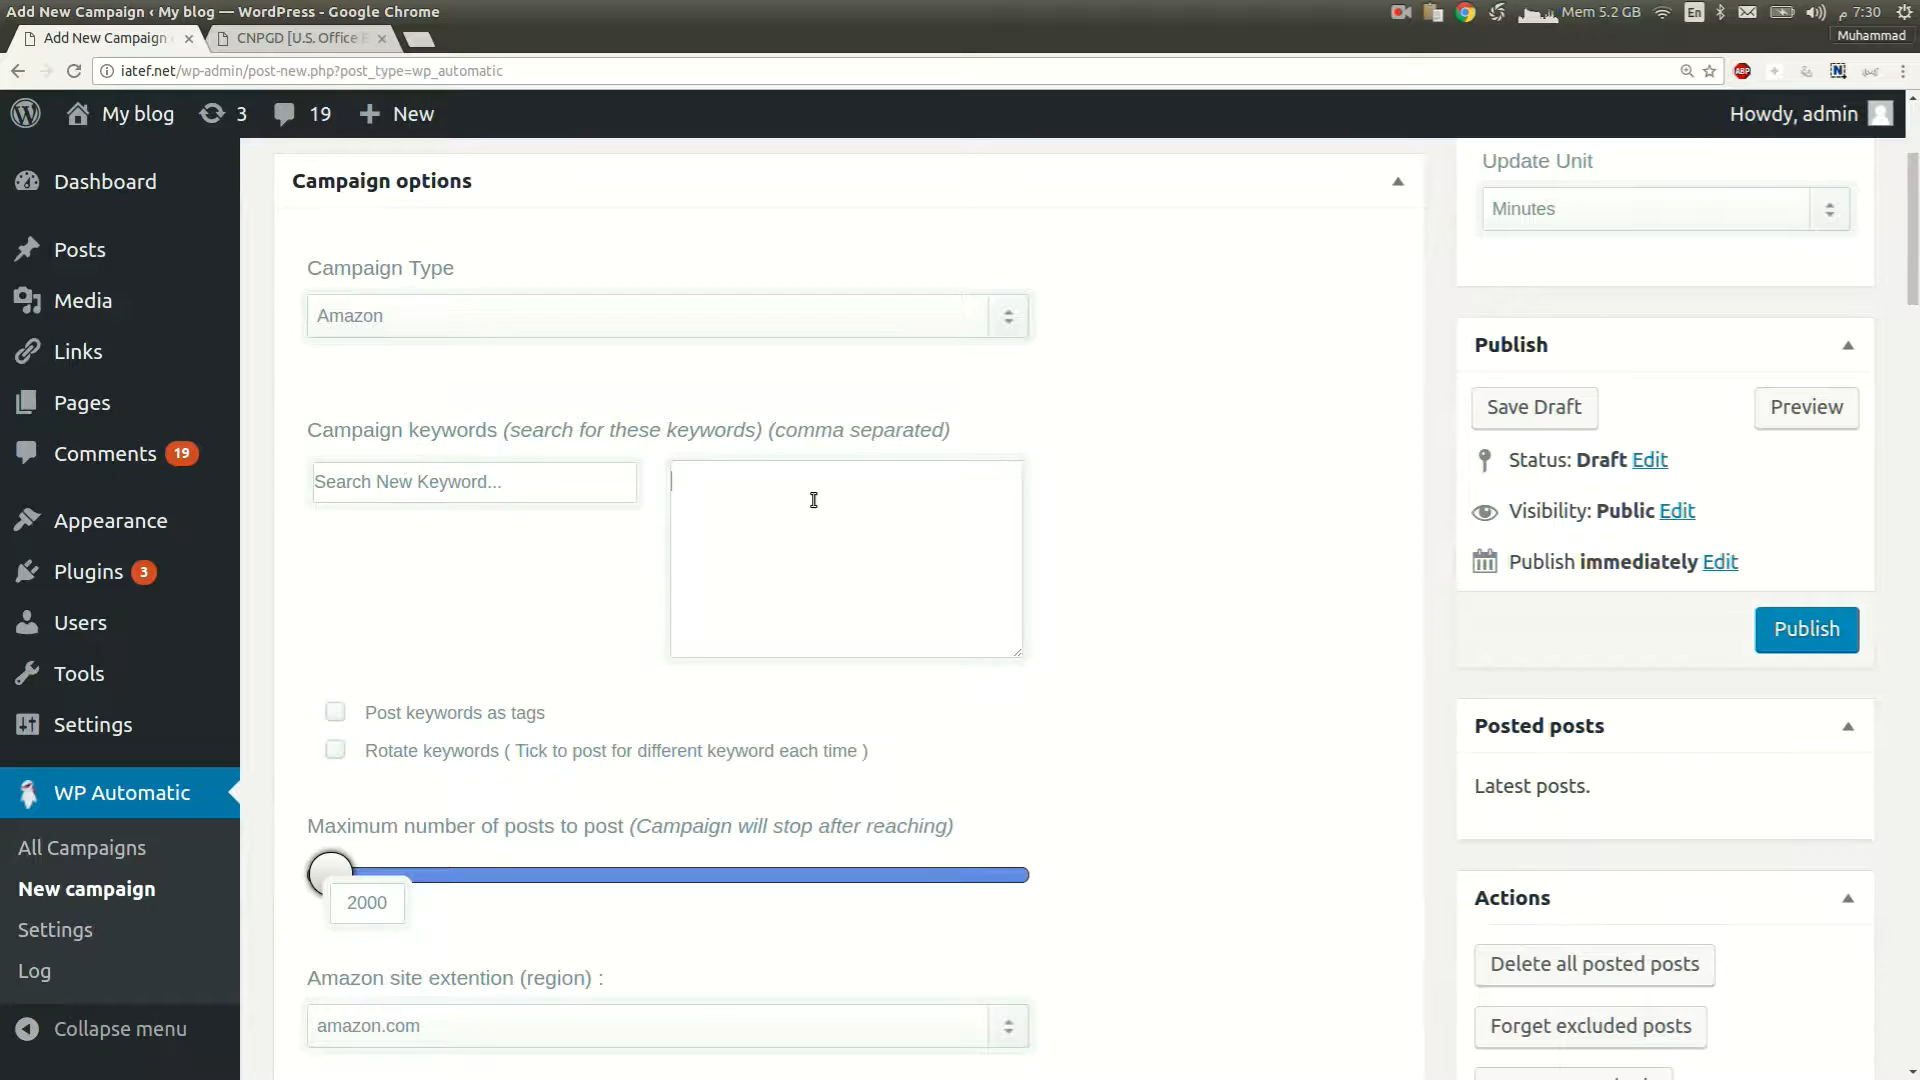 Add New Campaign ‹ My blog — WordPress - Google Chrome
Mem 5.2 GB
En
7:30 م
Add New Campaign
CNPGD [U.S. Office
Muhammad
iatef.net/wp-admin/post-new.php?post_type=wp_automatic
ABP
My blog
3
19
New
Howdy, admin
Dashboard
Posts
Media
Links
Pages
Comments 19
Appearance
Plugins 3
Users
Tools
Settings
WP Automatic
All Campaigns
New campaign
Settings
Log
Collapse menu
Campaign options
Campaign Type
Amazon
Campaign keywords (search for these keywords) (comma separated)
Search New Keyword...
Post keywords as tags
Rotate keywords ( Tick to post for different keyword each time )
Maximum number of posts to post (Campaign will stop after reaching)
2000
Amazon site extention (region) :
amazon.com
Update Unit
Minutes
Publish
Save Draft
Preview
Status: Draft Edit
Visibility: Public Edit
Publish immediately Edit
Publish
Posted posts
Latest posts.
Actions
Delete all posted posts
Forget excluded posts